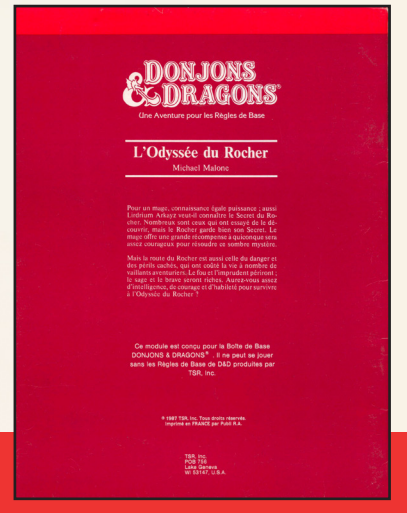 DONJONS
& DRAGONS®
Une Aventure pour les Règles de Base
L'Odyssée du Rocher
Michael Malone
Pour un mage, connaissance égale puissance ; aussi
Lirdrium Arkayz veut-il connaître le Secret du Ro-
cher. Nombreux sont ceux qui ont essayé de le dé-
couvrir, mais le Rocher garde bien son Secret. Le
mage offre une grande récompense à quiconque sera
assez courageux pour résoudre ce sombre mystère.
Mais la route du Rocher est aussi celle du danger et
des périls cachés, qui ont coûté la vie à nombre de
vaillants aventuriers. Le fou et l'imprudent périront ;
le sage et le brave seront riches. Aurez-vous assez
d'intelligence, de courage et d'habileté pour survivre
à l'Odyssée du Rocher ?
Ce module est conçu pour la Boîte de Base
DONJONS & DRAGONS® . Il ne peut se jouer
sans les Règles de Base de D&D produites par
TSR, Inc.
© 1987 TSR, Inc. Tous droits réservés.
Imprimé en FRANCE par Publi R.A.
TSR, Inc.
POB 756
Lake Geneva
WI 53147, U.S.A.